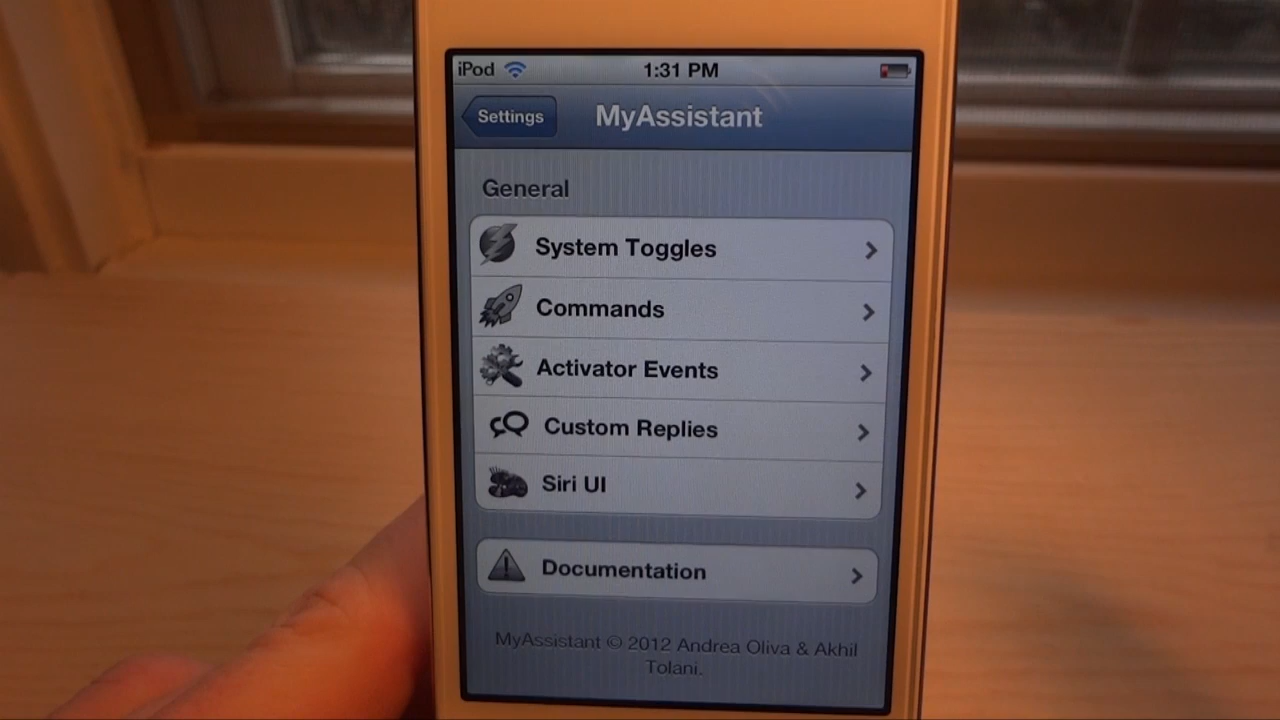 iPod 1:31 PM
Settings MyAssistant
General
System Toggles
Commands
Activator Events
Custom Replies
Siri UI
Documentation
MyAssistant © 2012 Andrea Oliva & Akhil
Tolani.